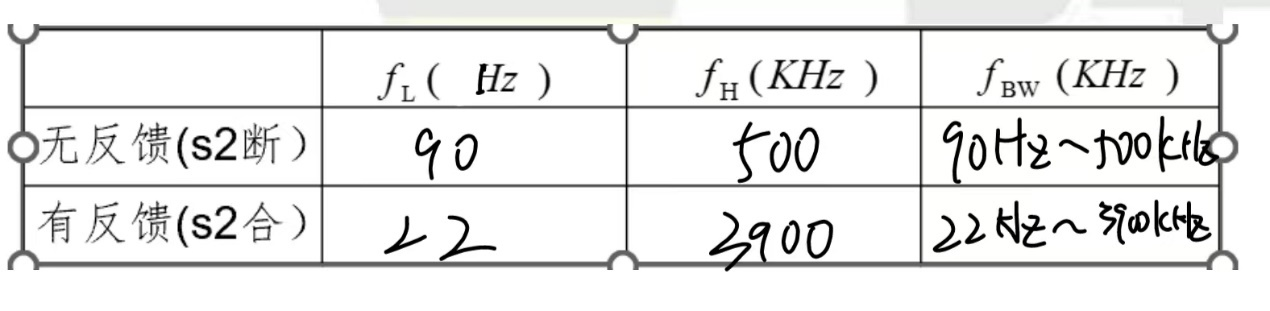 f_L ( Hz ) f_H (KHz ) f_BW (KHz )
无反馈(s2断) 90 500 90Hz～500kHz
有反馈(s2合) 22 3900 22Hz～3900kHz